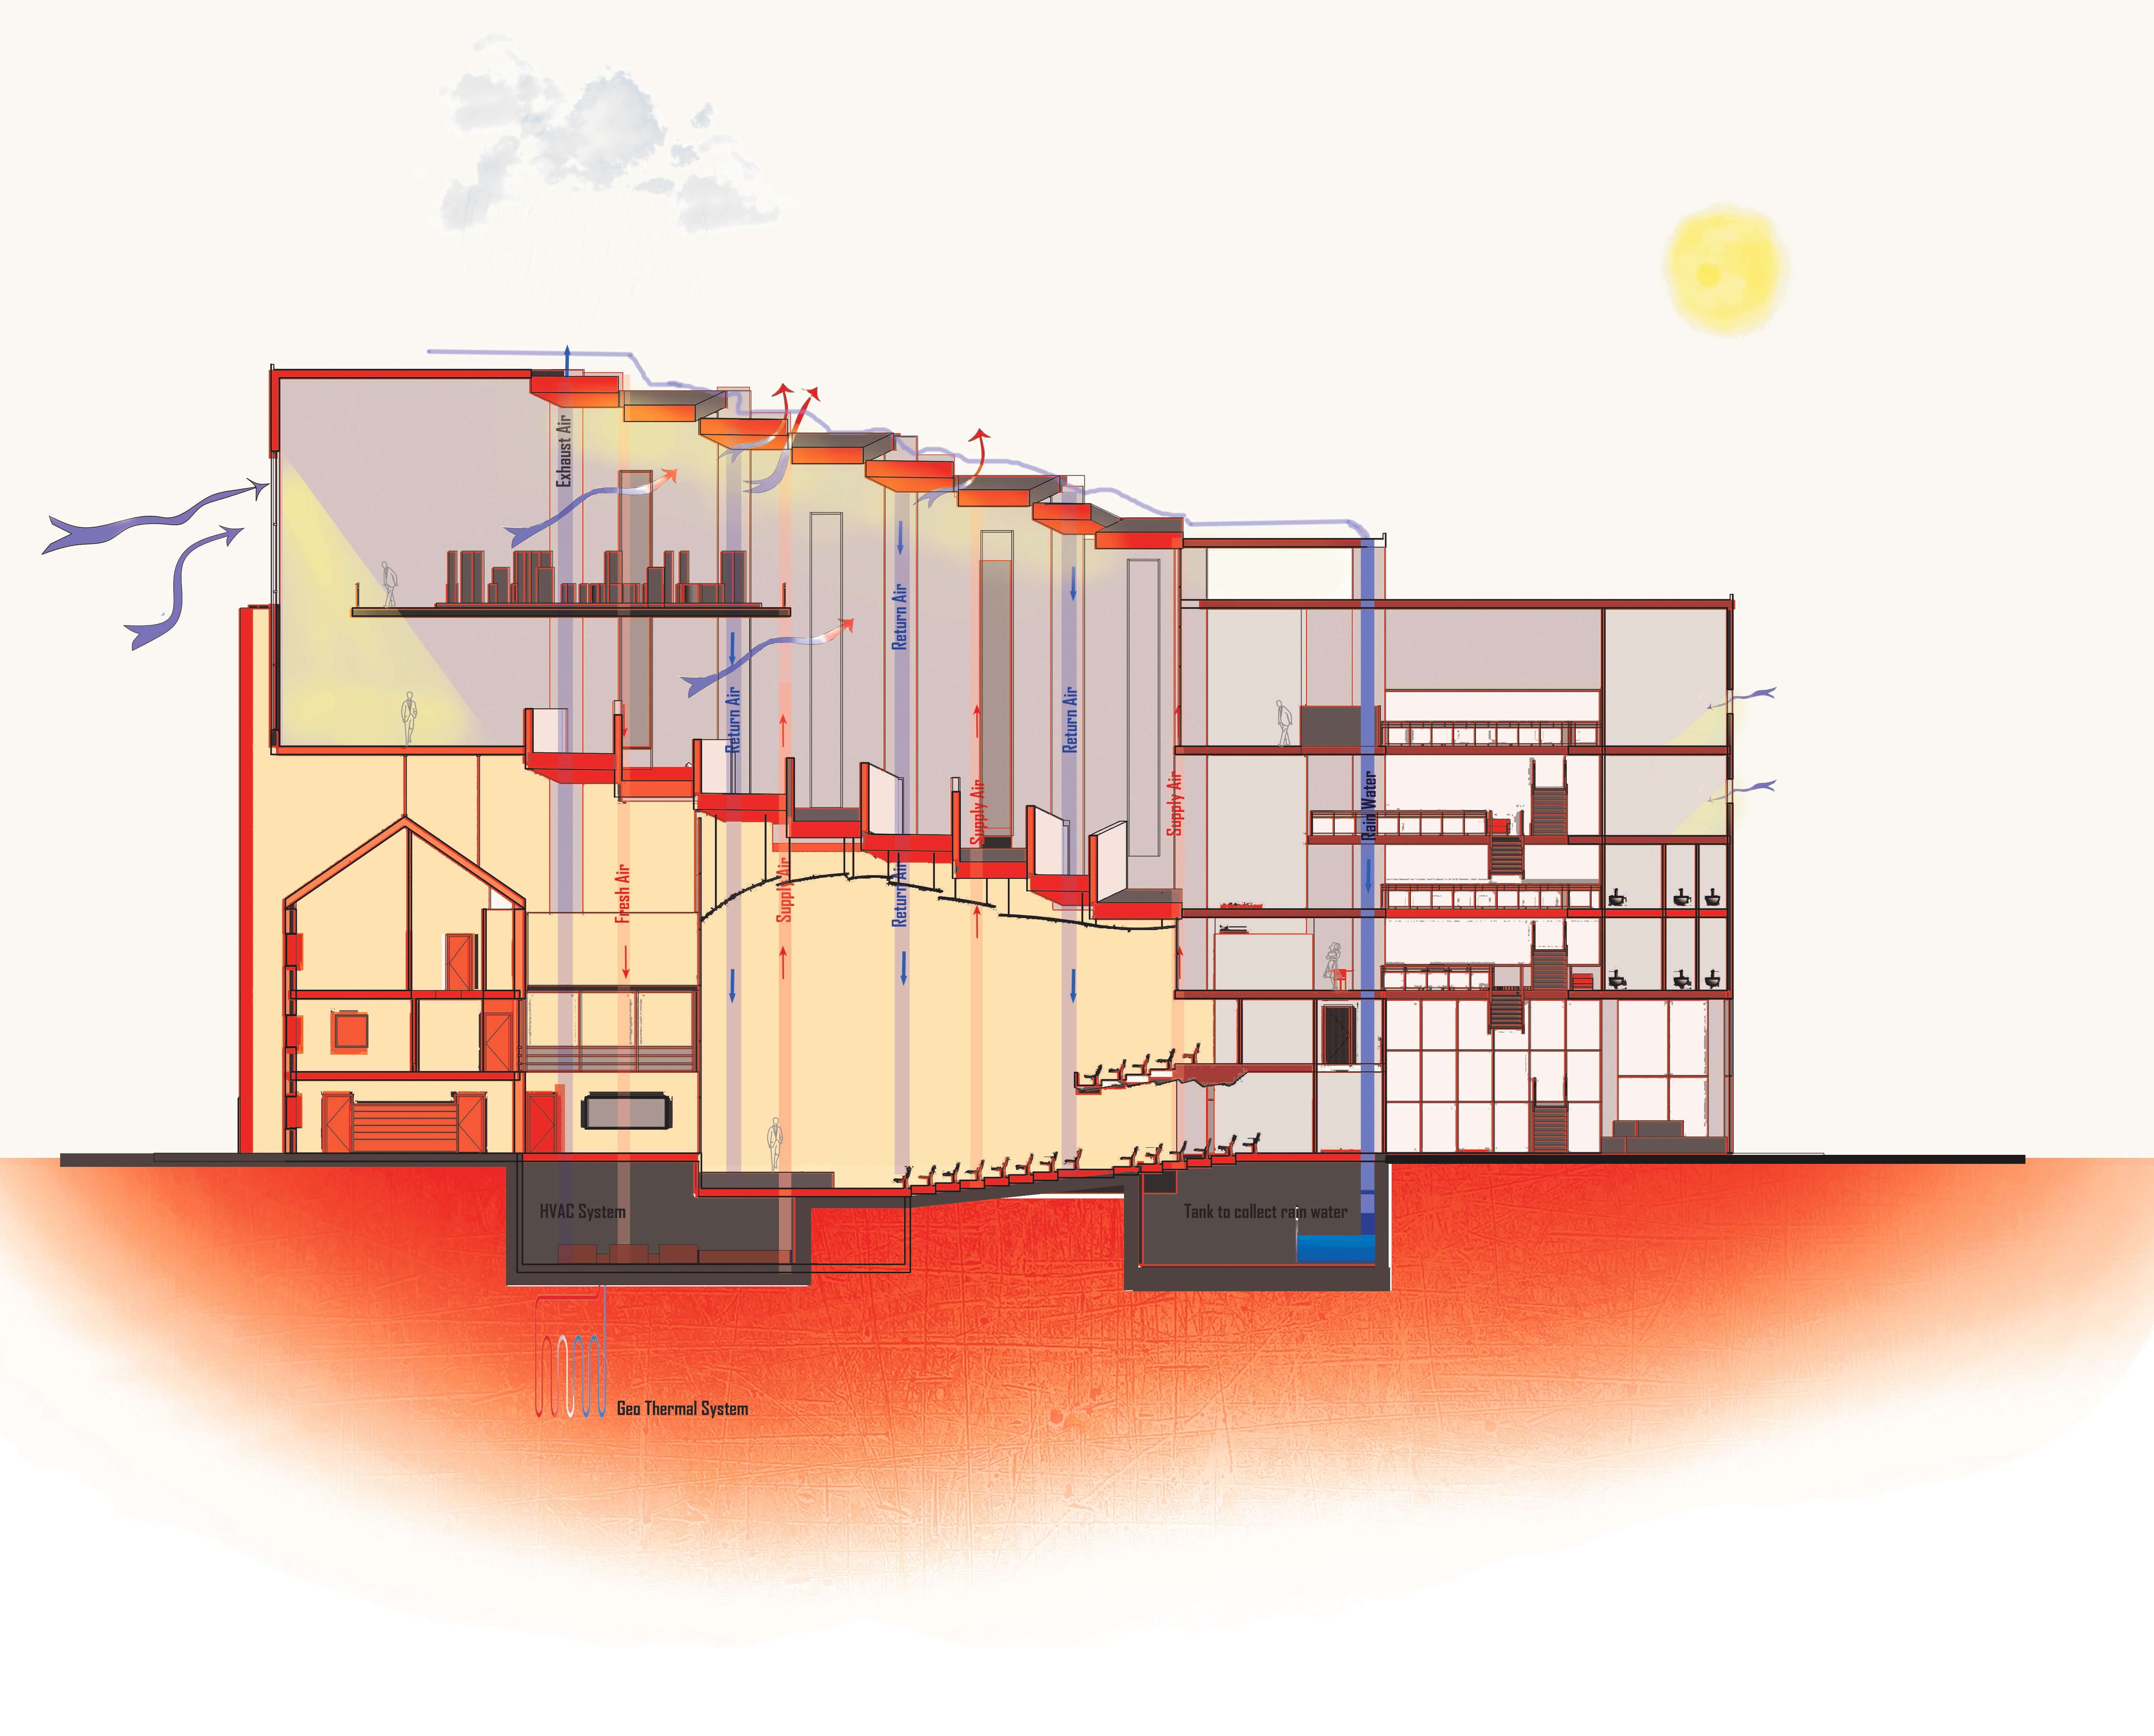 Exhaust Air
Return Air
Return Air
Return Air
Supply Air
Supply Air
Rain Water
Fresh Air
Supply Air
Return Air
HVAC System
Tank to collect rain water
Geo Thermal System